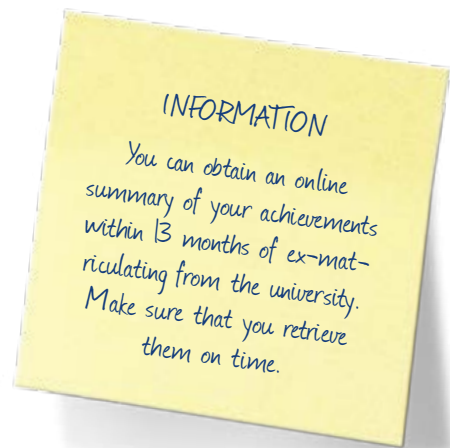 INFORMATION
You can obtain an online
summary of your achievements
within 13 months of ex-mat-
riculating from the university.
Make sure that you retrieve
them on time.